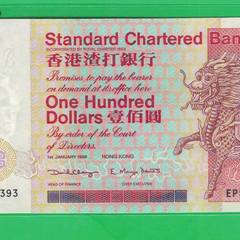 Standard Chartered Ban
INCORPORATED BY ROYAL CHARTER 1853
香港渣打銀行
Promises to pay the bearer
on demand at its office here
One Hundred
Dollars 壹佰圓
By order of the Court
of Directors.
1st JANUARY HONG KONG
393
EP
HEAD OF FINANCE